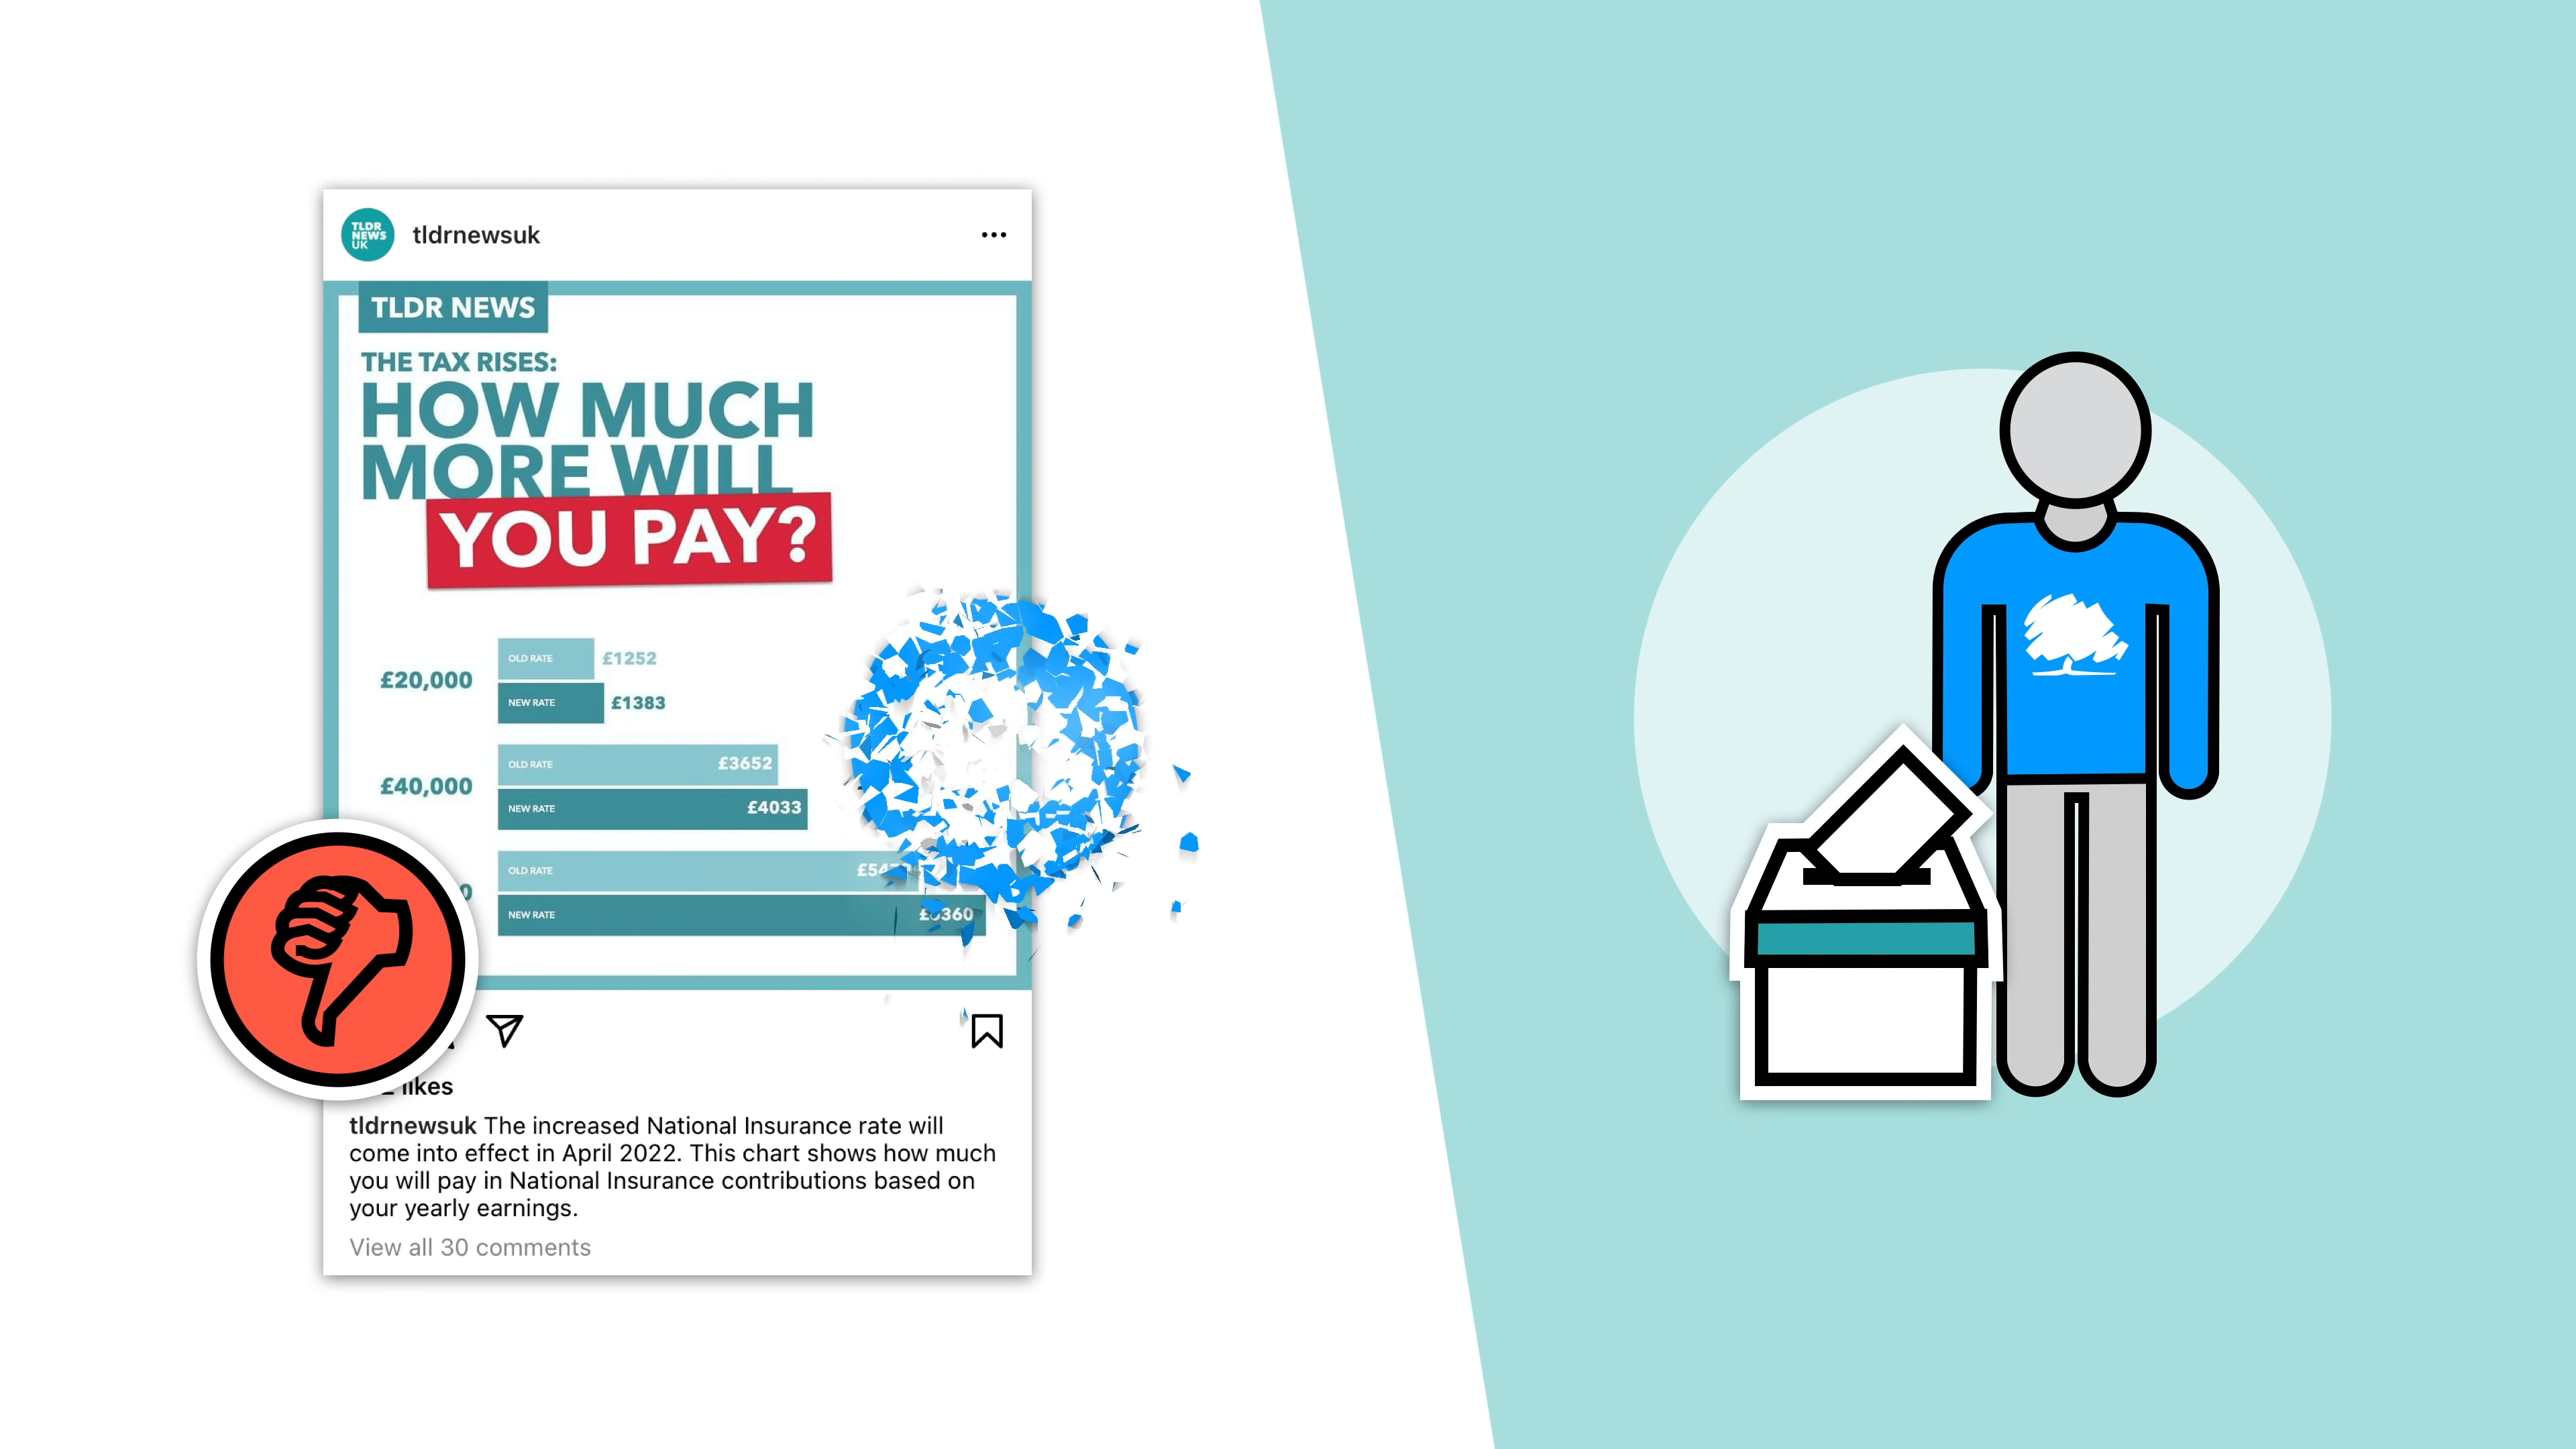 TLDR
NEWS
UK
tldrnewsuk
TLDR NEWS
THE TAX RISES:
HOW MUCH
MORE WILL
YOU PAY?
£20,000
OLD RATE £1252
NEW RATE £1383
£40,000
OLD RATE £3652
NEW RATE £4033
OLD RATE
NEW RATE
likes
tldrnewsuk The increased National Insurance rate will
come into effect in April 2022. This chart shows how much
you will pay in National Insurance contributions based on
your yearly earnings.
View all 30 comments